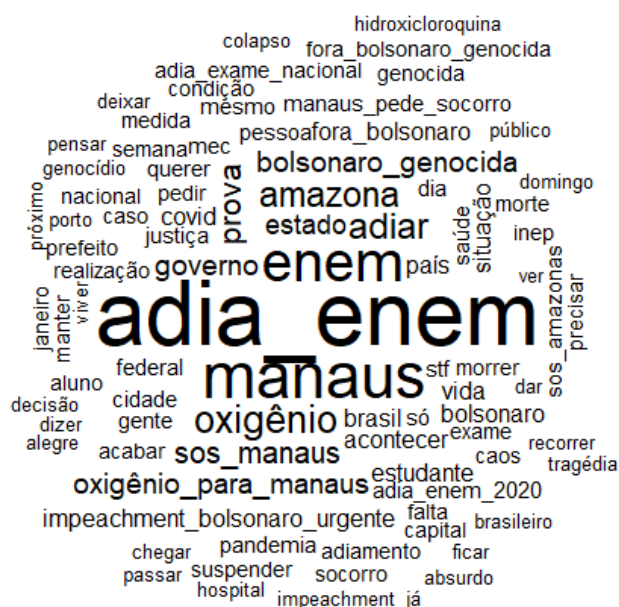 hidroxicloroquina
colapso fora_bolsonaro_genocida
adia_exame_nacional genocida
condição
deixar mesmo manaus_pede_socorro
medida pessoa fora_bolsonaro público
pensar semana mec
genocídio querer prova bolsonaro_genocida
nacional pedir amazona dia domingo
próximo porto caso covid estado adiar saúde situação morte
prefeito justiça inep
realização governo enem país ver
janeiro manter viver adia_enem sos_amazonas precisar
federal manaus stf morrer
aluno cidade vida dar
decisão gente oxigênio brasil só bolsonaro
dizer acontecer exame
alegre acabar sos_manaus caos recorrer
estudante tragédia
oxigênio_para_manaus adia_enem_2020
impeachment_bolsonaro_urgente falta brasileiro
capital
chegar pandemia adiamento ficar
passar suspender socorro absurdo
hospital impeachment já